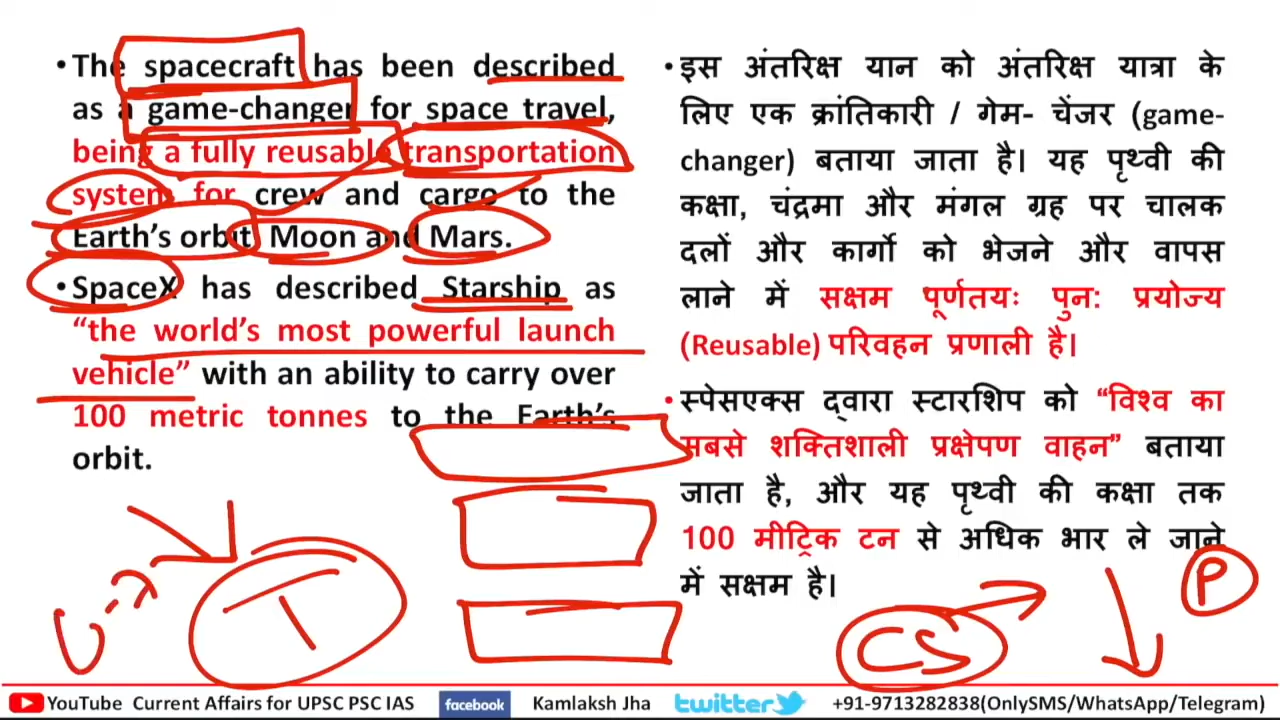 • The spacecraft has been described
as a game-changer for space travel,
being a fully reusable transportation
system for crew and cargo to the
Earth's orbit, Moon and Mars.
• SpaceX has described Starship as
“the world's most powerful launch
vehicle” with an ability to carry over
100 metric tonnes to the Earth's
orbit.
• इस अंतरिक्ष यान को अंतरिक्ष यात्रा के
लिए एक क्रांतिकारी / गेम- चेंजर (game-
changer) बताया जाता है। यह पृथ्वी की
कक्षा, चंद्रमा और मंगल ग्रह पर चालक
दलों और कार्गो को भेजने और वापस
लाने में सक्षम पूर्णतयः पुन: प्रयोज्य
(Reusable) परिवहन प्रणाली है।
• स्पेसएक्स द्वारा स्टारशिप को “विश्व का
सबसे शक्तिशाली प्रक्षेपण वाहन” बताया
जाता है, और यह पृथ्वी की कक्षा तक
100 मीट्रिक टन से अधिक भार ले जाने
में सक्षम है।
T
CS
P
YouTube Current Affairs for UPSC PSC IAS facebook Kamlaksh Jha twitter +91-9713282838(OnlySMS/WhatsApp/Telegram)